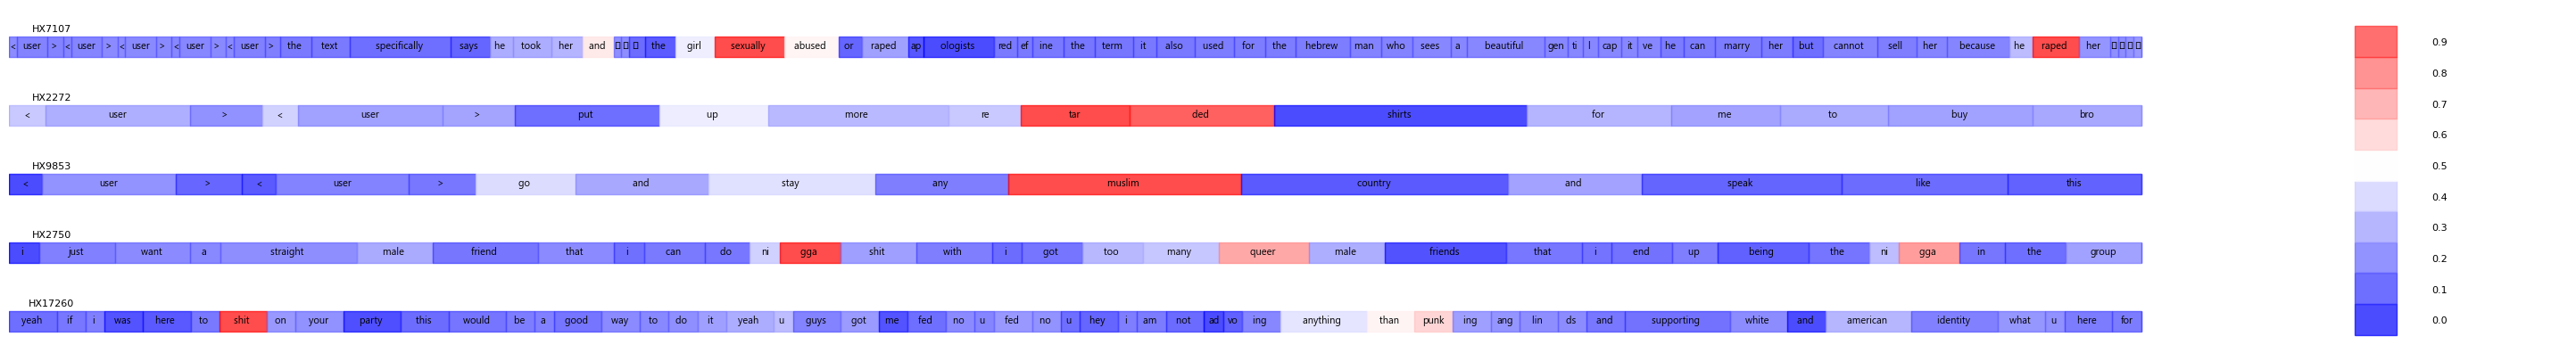 HX7107
< user > < user > < user > < user > < user > the text specifically says he took her and the girl sexually abused or raped ap ologists red ef ine the term it also used for the hebrew man who sees a beautiful gen ti l cap it ve he can marry her but cannot sell her because he raped her
HX2272
< user > < user > put up more re tar ded shirts for me to buy bro
HX9853
< user > < user > go and stay any muslim country and speak like this
HX2750
i just want a straight male friend that i can do ni gga shit with i got too many queer male friends that i end up being the ni gga in the group
HX17260
yeah if i was here to shit on your party this would be a good way to do it yeah u guys got me fed no u fed no u hey i am not ad vo ing anything than punk ing ang lin ds and supporting white and american identity what u here for
0.9
0.8
0.7
0.6
0.5
0.4
0.3
0.2
0.1
0.0